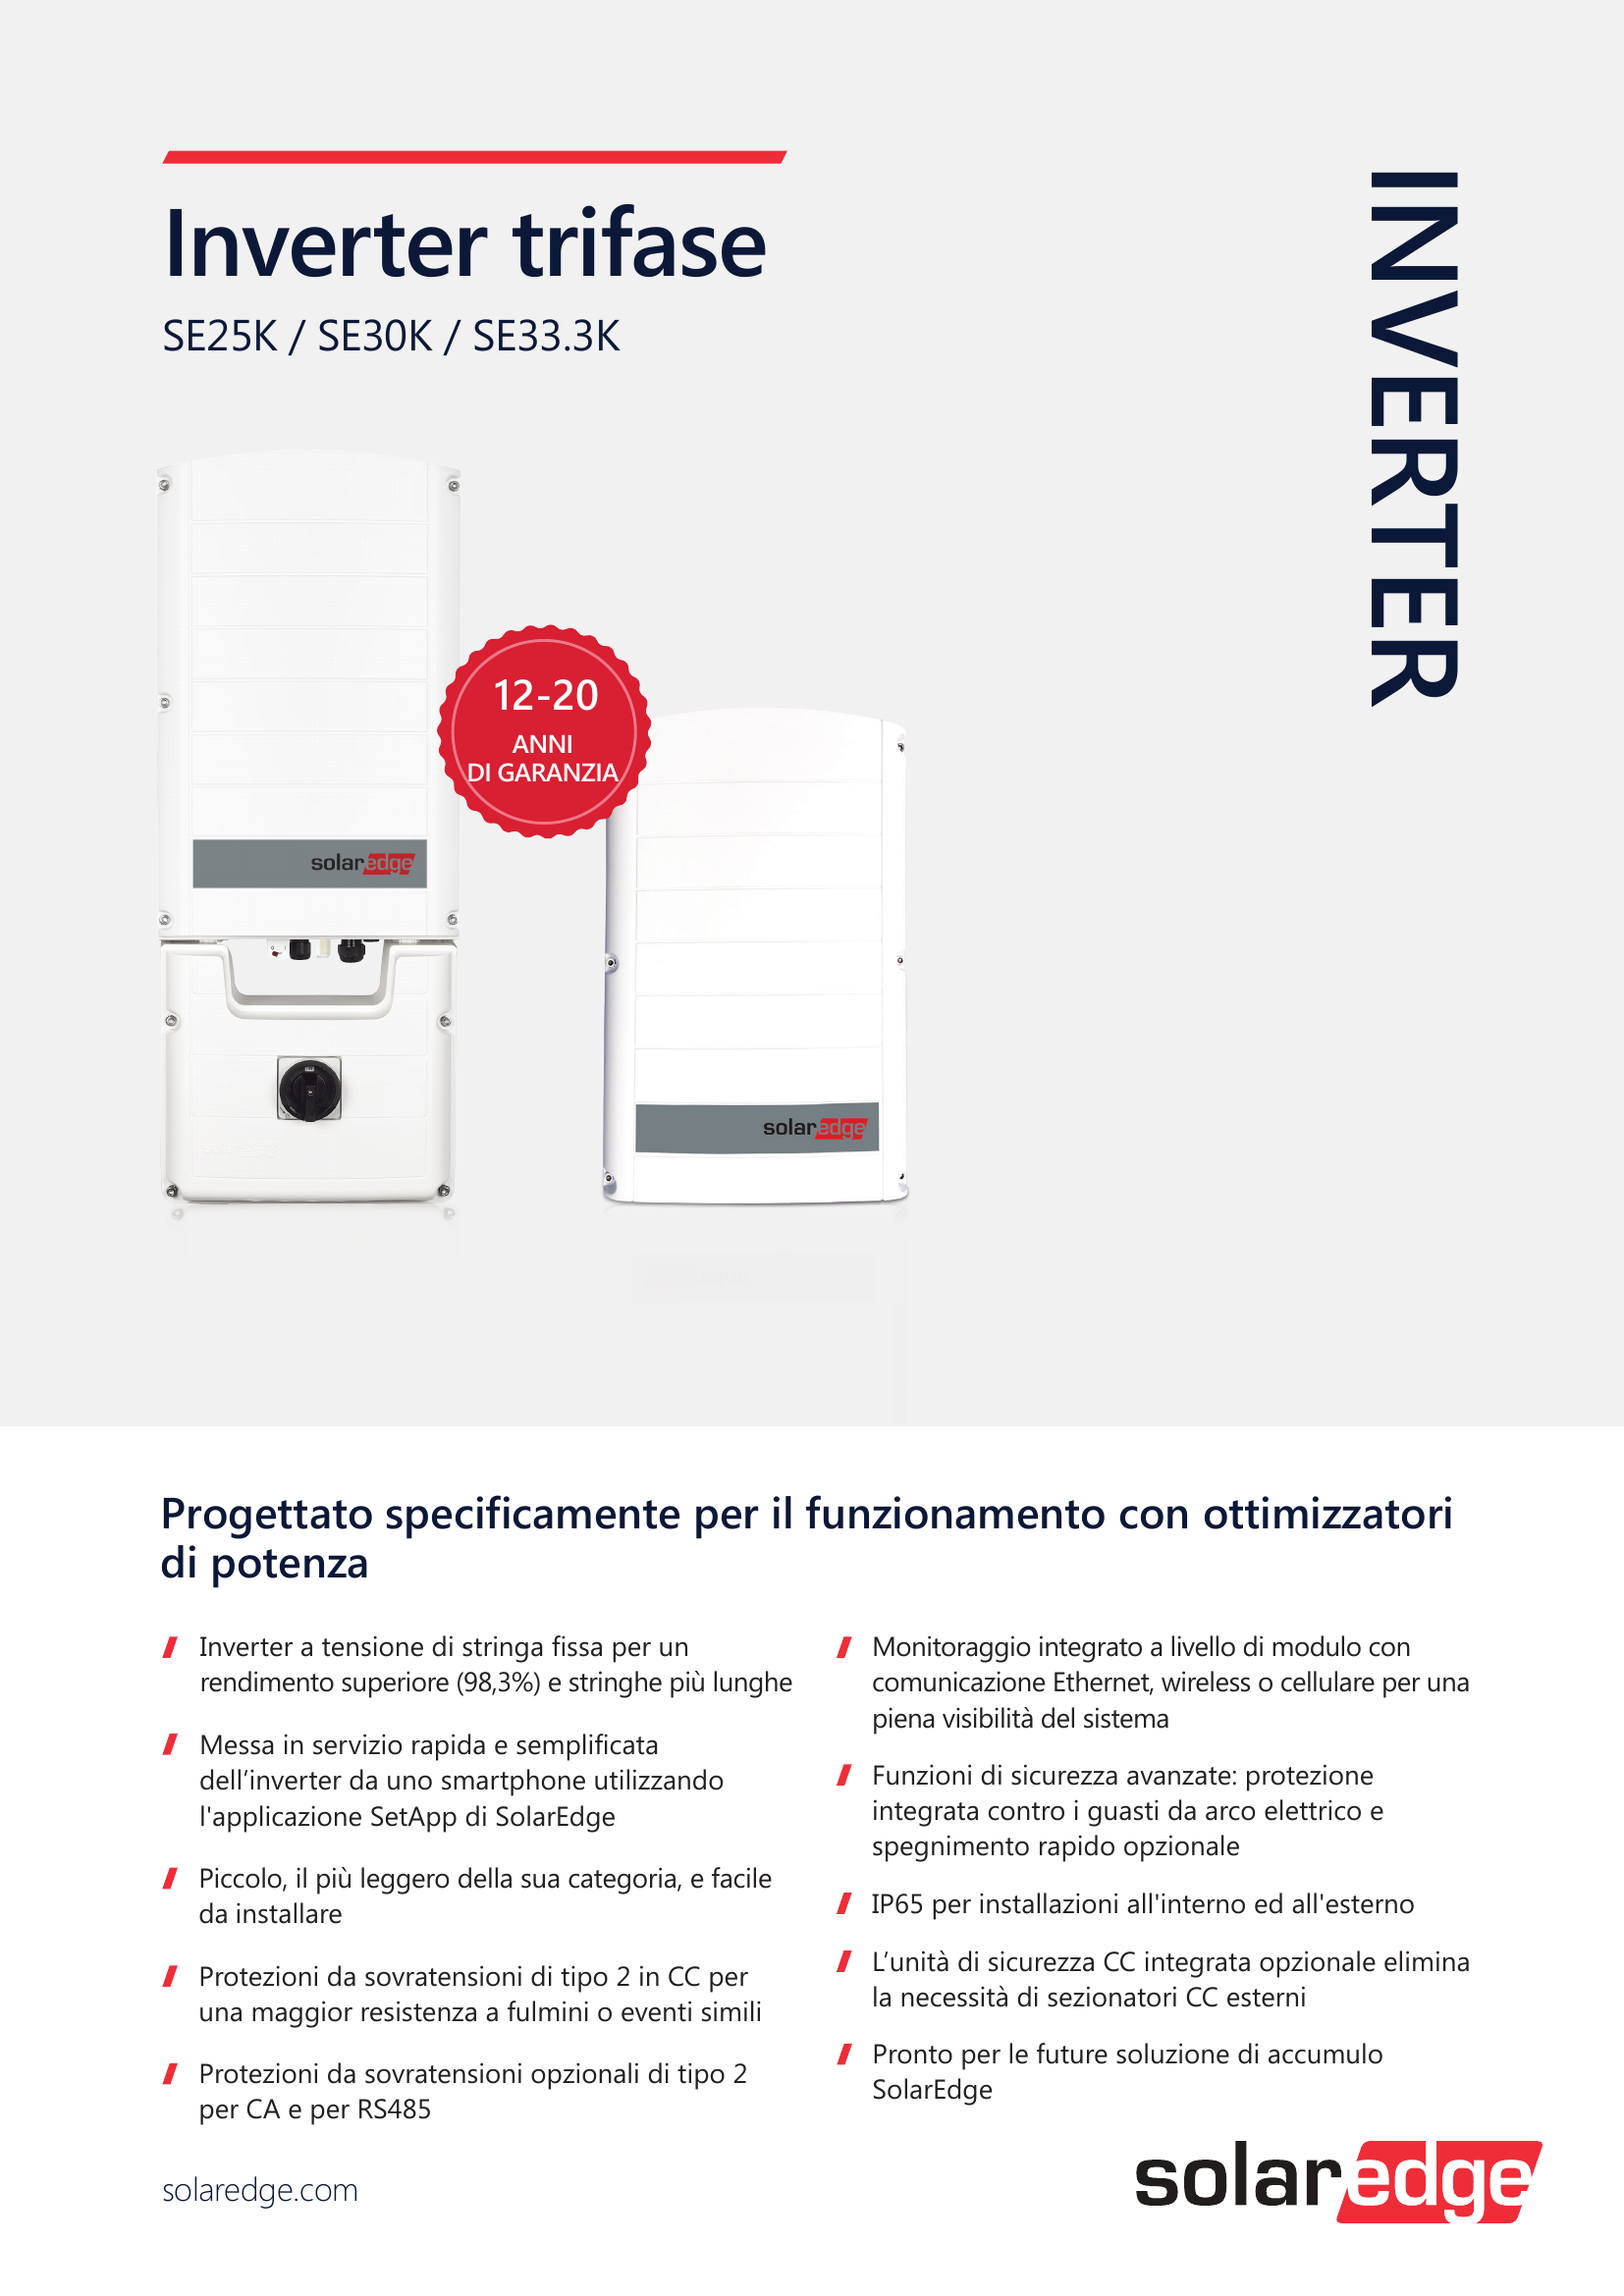 Inverter trifase
SE25K / SE30K / SE33.3K
INVERTER
12-20
ANNI
DI GARANZIA
solaredge
solaredge
Progettato specificamente per il funzionamento con ottimizzatori
di potenza
Inverter a tensione di stringa fissa per un
rendimento superiore (98,3%) e stringhe più lunghe
Messa in servizio rapida e semplificata
dell’inverter da uno smartphone utilizzando
l'applicazione SetApp di SolarEdge
Piccolo, il più leggero della sua categoria, e facile
da installare
Protezioni da sovratensioni di tipo 2 in CC per
una maggior resistenza a fulmini o eventi simili
Protezioni da sovratensioni opzionali di tipo 2
per CA e per RS485
Monitoraggio integrato a livello di modulo con
comunicazione Ethernet, wireless o cellulare per una
piena visibilità del sistema
Funzioni di sicurezza avanzate: protezione
integrata contro i guasti da arco elettrico e
spegnimento rapido opzionale
IP65 per installazioni all'interno ed all'esterno
L’unità di sicurezza CC integrata opzionale elimina
la necessità di sezionatori CC esterni
Pronto per le future soluzione di accumulo
SolarEdge
solaredge.com
solaredge